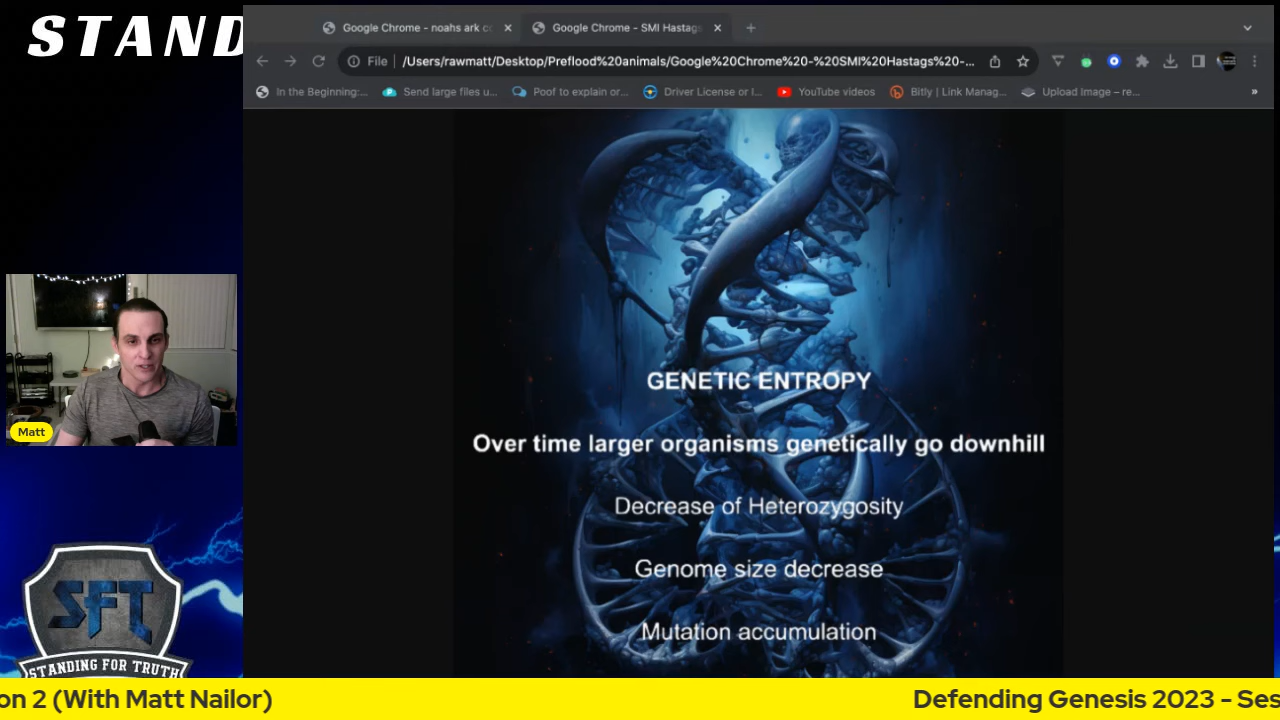 STAND
Google Chrome - noahs ark cc
Google Chrome - SMI Hastags
File
/Users/rawmatt/Desktop/Preflood%20animals/Google%20Chrome%20-%20SMI%20Hastags%20-...
In the Beginning:...
Send large files u...
Poof to explain or...
Driver License or I...
YouTube videos
Bitly | Link Manag...
Upload Image – re...
»
GENETIC ENTROPY
Over time larger organisms genetically go downhill
Decrease of Heterozygosity
Genome size decrease
Mutation accumulation
Matt
SFT
STANDING FOR TRUTH
on 2 (With Matt Nailor)
Defending Genesis 2023 - Ses